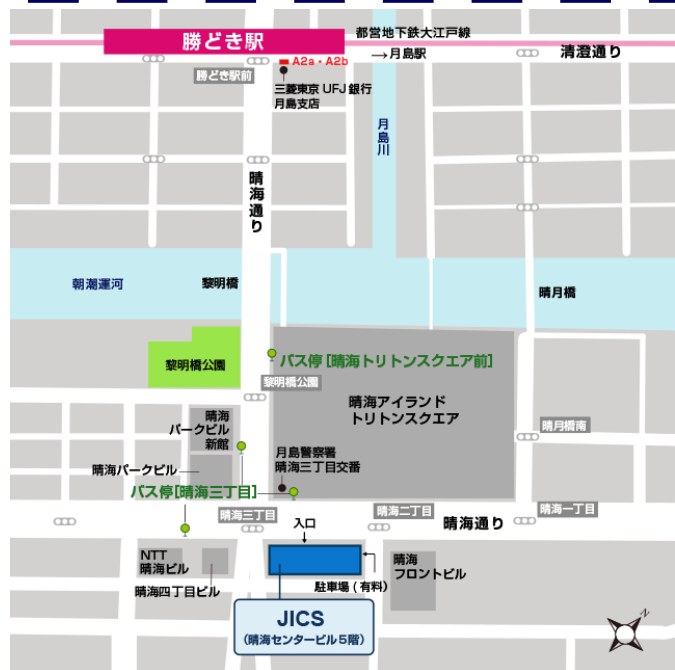 都営地下鉄大江戸線
勝どき駅
→月島駅
清澄通り
A2a・A2b
勝どき駅前
三菱東京UFJ銀行
月島支店
月島川
晴海通り
朝潮運河
黎明橋
晴月橋
バス停[晴海トリトンスクエア前]
黎明橋公園
黎明橋公園
晴海アイランド
トリトンスクエア
晴海
パークビル
新館
晴月橋南
月島警察署
晴海三丁目交番
晴海パークビル
バス停[晴海三丁目]
晴海三丁目
晴海二丁目
晴海一丁目
晴海通り
入口
NTT
晴海ビル
晴海
フロントビル
駐車場(有料)
晴海四丁目ビル
JICS
(晴海センタービル5階)
N